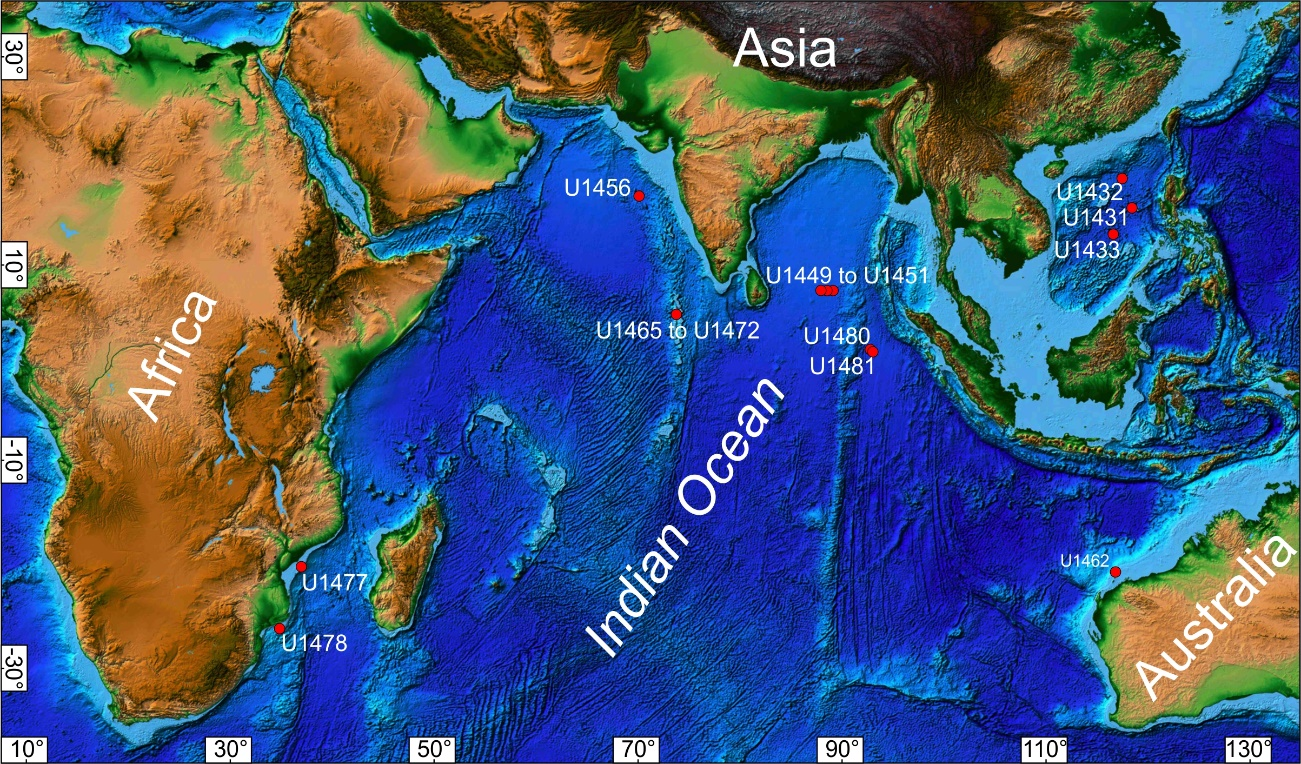 30°
Asia
U1456
U1432
U1431
U1433
10°
U1449 to U1451
U1465 to U1472
U1480
U1481
Africa
Indian Ocean
-10°
U1462
U1477
Australia
U1478
-30°
10°
30°
50°
70°
90°
110°
130°